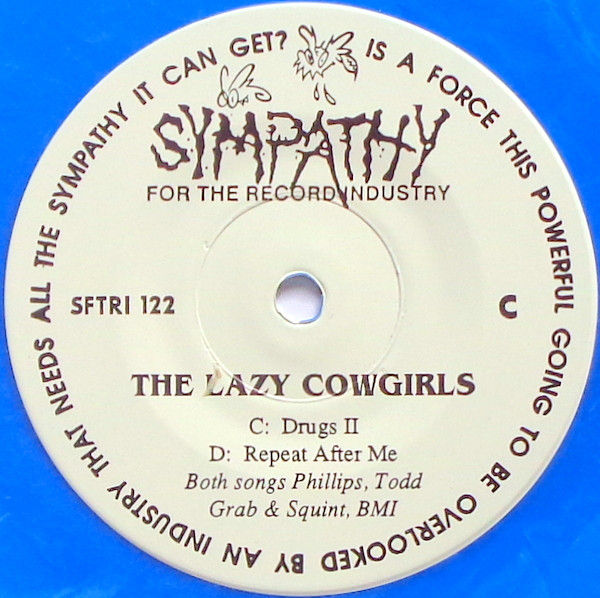 IS A FORCE THIS POWERFUL GOING TO BE OVERLOOKED BY AN INDUSTRY THAT NEEDS ALL THE SYMPATHY IT CAN GET?
SYMPATHY
FOR THE RECORD INDUSTRY
SFTRI 122
C
THE LAZY COWGIRLS
C: Drugs II
D: Repeat After Me
Both songs Phillips, Todd
Grab & Squint, BMI